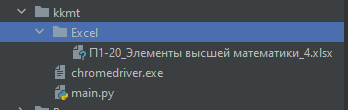 kkmt
Excel
П1-20_Элементы высшей математики_4.xlsx
chromedriver.exe
main.py